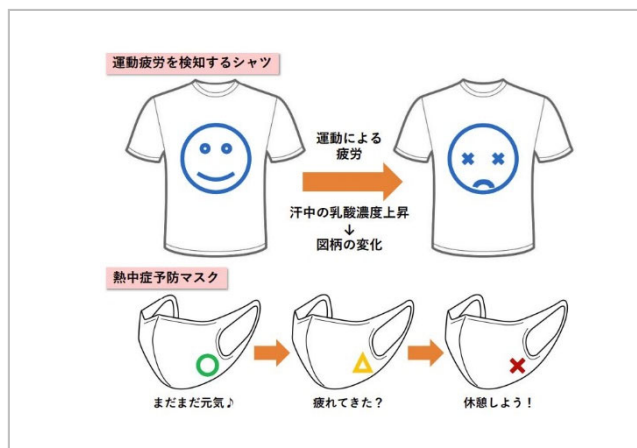 運動疲労を検知するシャツ
運動による
疲労
汗中の乳酸濃度上昇
↓
図柄の変化
熱中症予防マスク
まだまだ元気♪
疲れてきた？
休憩しよう！